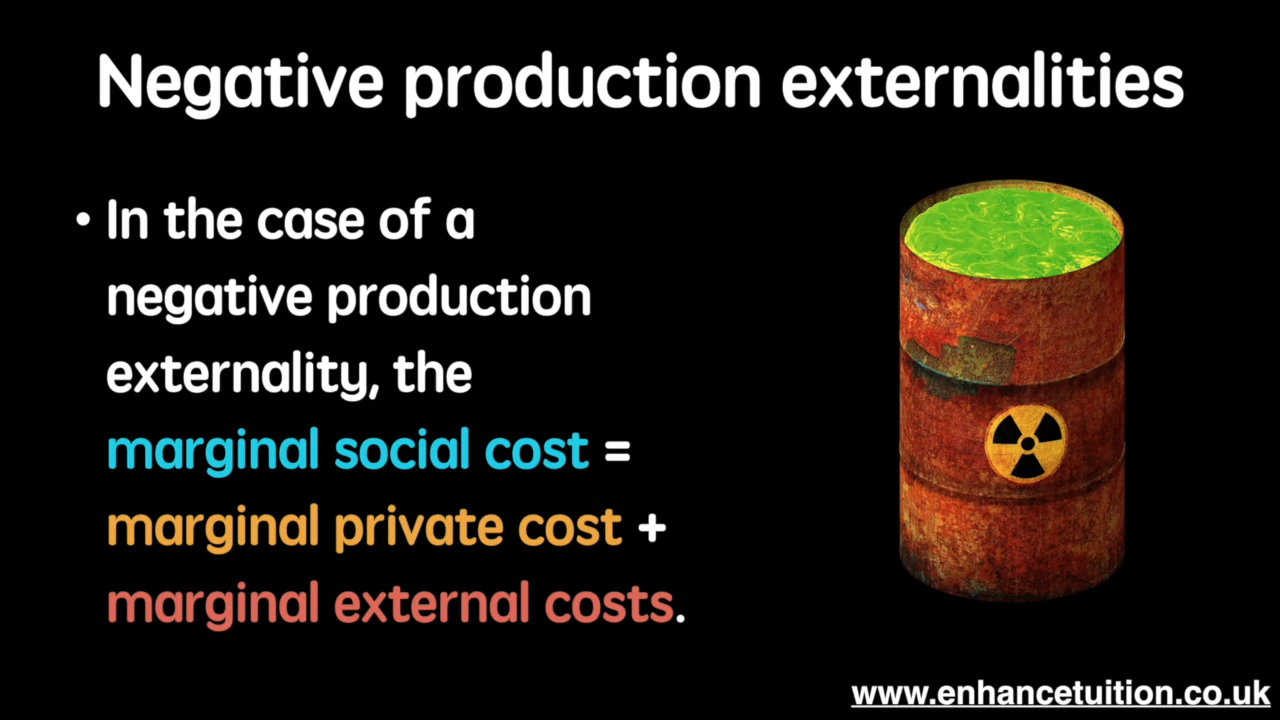 Negative production externalities
• In the case of a
negative production
externality, the
marginal social cost =
marginal private cost +
marginal external costs.
www.enhancetuition.co.uk